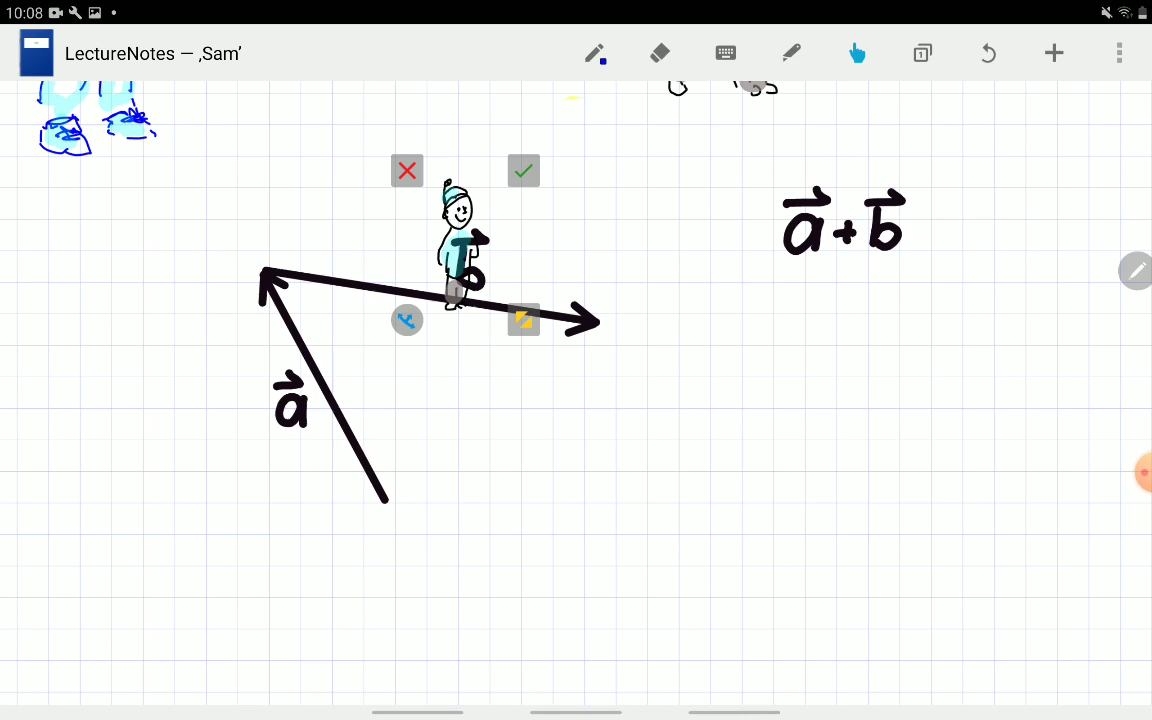 10:08
LectureNotes — ‚Sam’
a⃗ + b⃗
b⃗
a⃗